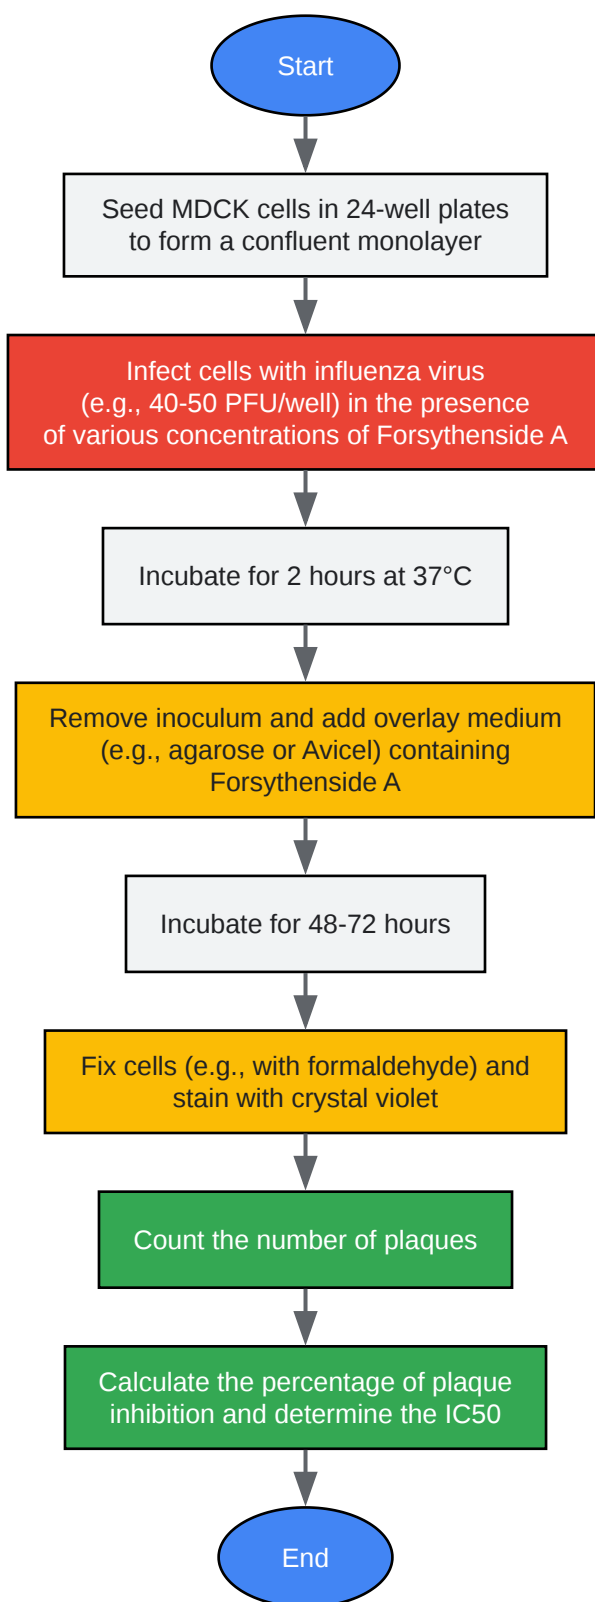 Start
Seed MDCK cells in 24-well plates
to form a confluent monolayer
Infect cells with influenza virus
(e.g., 40-50 PFU/well) in the presence
of various concentrations of Forsythenside A
Incubate for 2 hours at 37°C
Remove inoculum and add overlay medium
(e.g., agarose or Avicel) containing
Forsythenside A
Incubate for 48-72 hours
Fix cells (e.g., with formaldehyde) and
stain with crystal violet
Count the number of plaques
Calculate the percentage of plaque
inhibition and determine the IC50
End